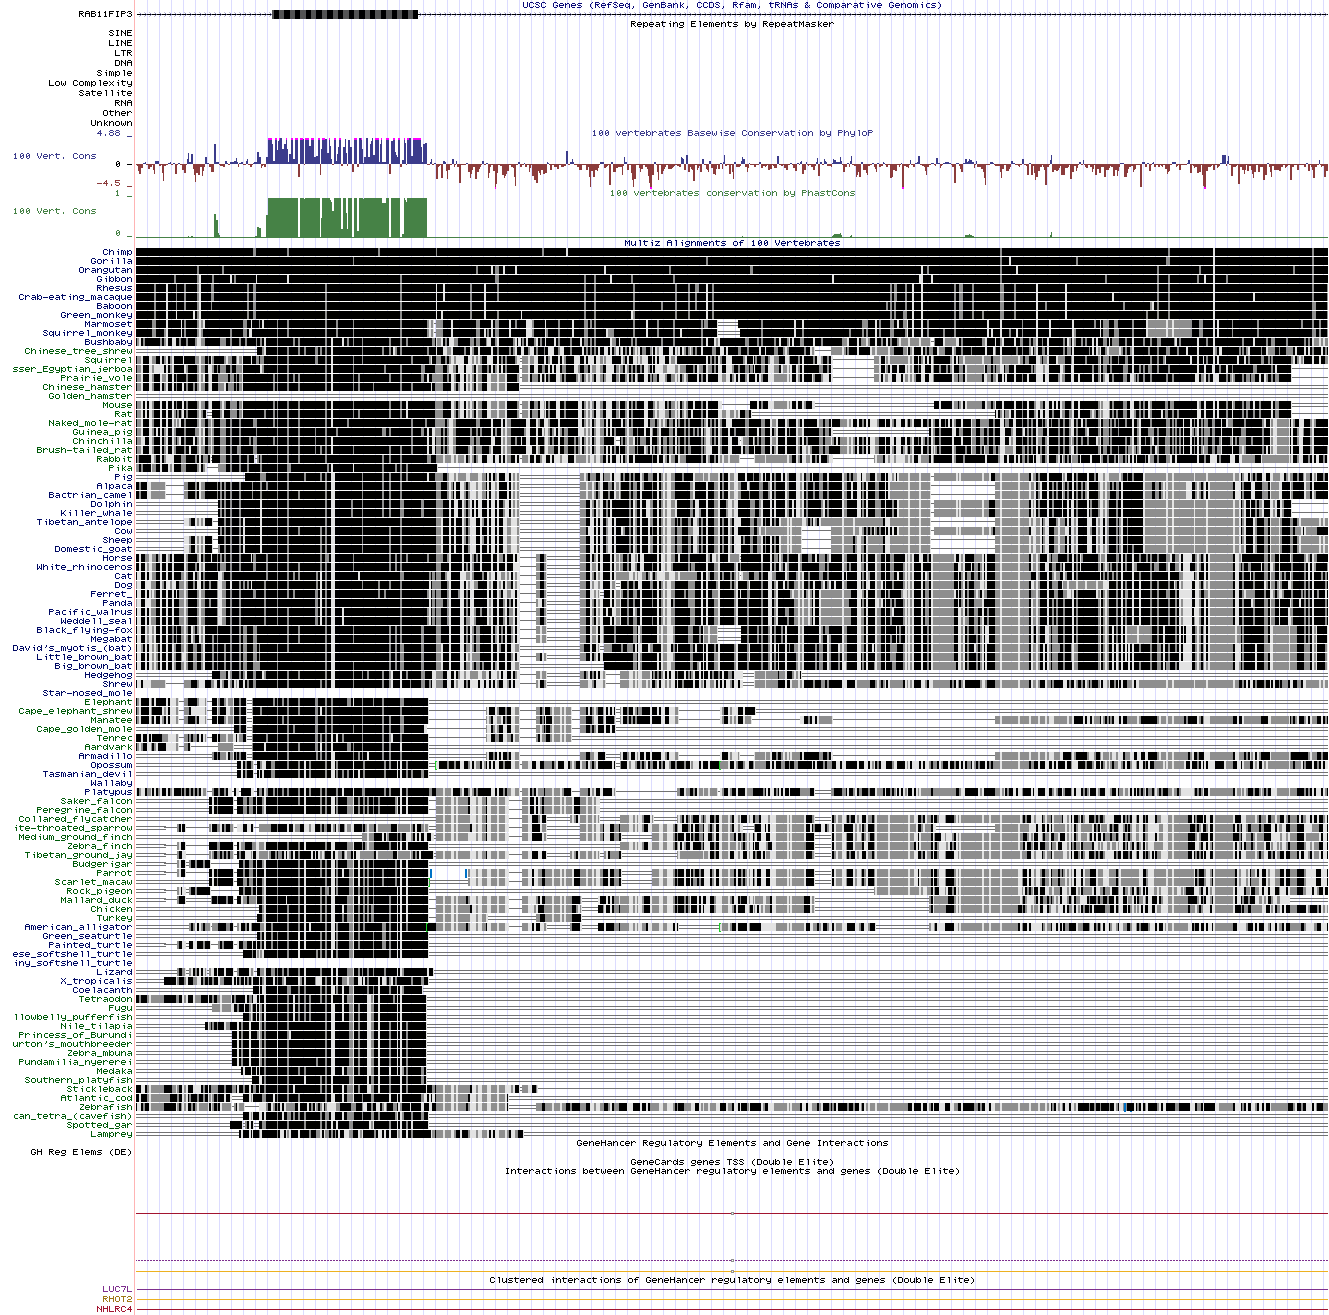 UCSC Genes (RefSeq, GenBank, CCDS, Rfam, tRNAs & Comparative Genomics)
RAB11FIP3
Repeating Elements by RepeatMasker
SINE
LINE
LTR
DNA
Simple
Low Complexity
Satellite
RNA
Other
Unknown
4.88 _
100 vertebrates Basewise Conservation by PhyloP
100 Vert. Cons
0 _
-4.5 _
100 vertebrates conservation by PhastCons
1 _
100 Vert. Cons
0 _
Multiz Alignments of 100 Vertebrates
Chimp
Gorilla
Orangutan
Gibbon
Rhesus
Crab-eating_macaque
Baboon
Green_monkey
Marmoset
Squirrel_monkey
Bushbaby
Chinese_tree_shrew
Squirrel
sser_Egyptian_jerboa
Prairie_vole
Chinese_hamster
Golden_hamster
Mouse
Rat
Naked_mole-rat
Guinea_pig
Chinchilla
Brush-tailed_rat
Rabbit
Pika
Pig
Alpaca
Bactrian_camel
Dolphin
Killer_whale
Tibetan_antelope
Cow
Sheep
Domestic_goat
Horse
White_rhinoceros
Cat
Dog
Ferret_
Panda
Pacific_walrus
Weddell_seal
Black_flying-fox
Megabat
David's_myotis_(bat)
Little_brown_bat
Big_brown_bat
Hedgehog
Shrew
Star-nosed_mole
Elephant
Cape_elephant_shrew
Manatee
Cape_golden_mole
Tenrec
Aardvark
Armadillo
Opossum
Tasmanian_devil
Wallaby
Platypus
Saker_falcon
Peregrine_falcon
Collared_flycatcher
ite-throated_sparrow
Medium_ground_finch
Zebra_finch
Tibetan_ground_jay
Budgerigar
Parrot
Scarlet_macaw
Rock_pigeon
Mallard_duck
Chicken
Turkey
American_alligator
Green_seaturtle
Painted_turtle
ese_softshell_turtle
iny_softshell_turtle
Lizard
X_tropicalis
Coelacanth
Tetraodon
Fugu
llowbelly_pufferfish
Nile_tilapia
Princess_of_Burundi
urton's_mouthbreeder
Zebra_mbuna
Pundamilia_nyererei
Medaka
Southern_platyfish
Stickleback
Atlantic_cod
Zebrafish
can_tetra_(cavefish)
Spotted_gar
Lamprey
GeneHancer Regulatory Elements and Gene Interactions
GH Reg Elems (DE)
GeneCards genes TSS (Double Elite)
Interactions between GeneHancer regulatory elements and genes (Double Elite)
Clustered interactions of GeneHancer regulatory elements and genes (Double Elite)
LUC7L
RHOT2
NHLRC4